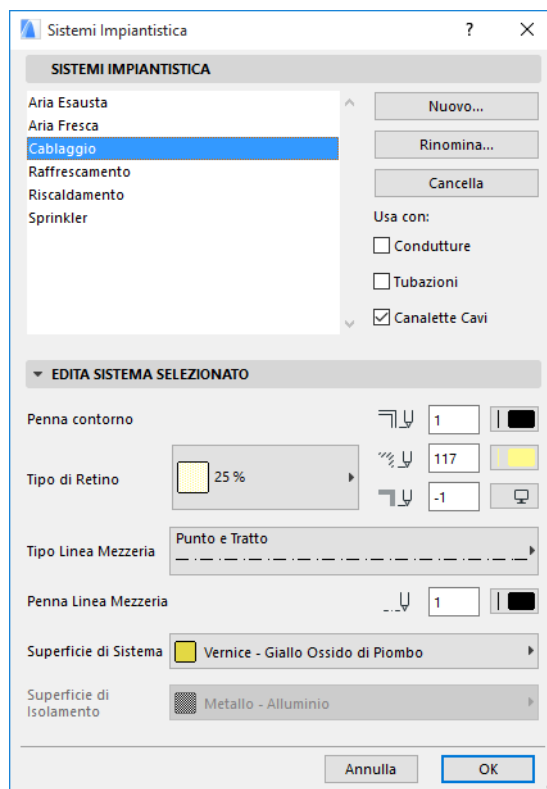 Sistemi Impiantistica
?
SISTEMI IMPIANTISTICA
Aria Esausta
Aria Fresca
Cablaggio
Raffrescamento
Riscaldamento
Sprinkler
Nuovo...
Rinomina...
Cancella
Usa con:
Condutture
Tubazioni
Canalette Cavi
EDITA SISTEMA SELEZIONATO
Penna contorno
1
Tipo di Retino
25 %
117
-1
Tipo Linea Mezzeria
Punto e Tratto
Penna Linea Mezzeria
1
Superficie di Sistema
Vernice - Giallo Ossido di Piombo
Superficie di
Isolamento
Metallo - Alluminio
Annulla
OK